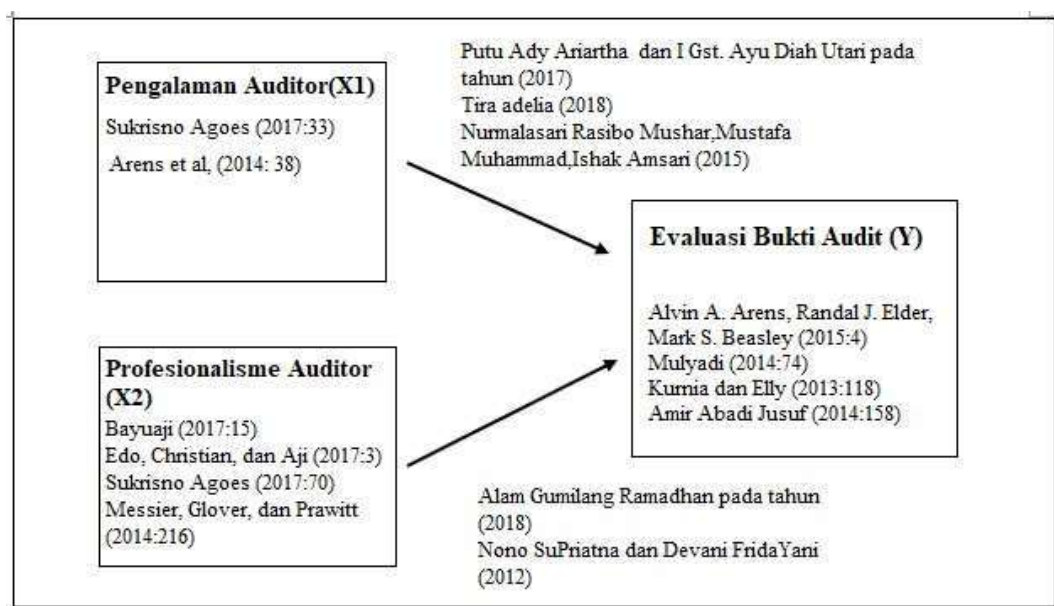 Pengalaman Auditor(X1)
Sukrisno Agoes (2017:33)
Arens et al, (2014: 38)
Putu Ady Ariartha dan I Gst. Ayu Diah Utari pada
tahun (2017)
Tira adelia (2018)
Nurmalasari Rasibo Mushar,Mustafa
Muhammad,Ishak Amsari (2015)
Evaluasi Bukti Audit (Y)
Alvin A. Arens, Randal J. Elder,
Mark S. Beasley (2015:4)
Mulyadi (2014:74)
Kurnia dan Elly (2013:118)
Amir Abadi Jusuf (2014:158)
Profesionalisme Auditor
(X2)
Bayuaji (2017:15)
Edo, Christian, dan Aji (2017:3)
Sukrisno Agoes (2017:70)
Messier, Glover, dan Prawitt
(2014:216)
Alam Gumilang Ramadhan pada tahun
(2018)
Nono SuPriatna dan Devani FridaYani
(2012)